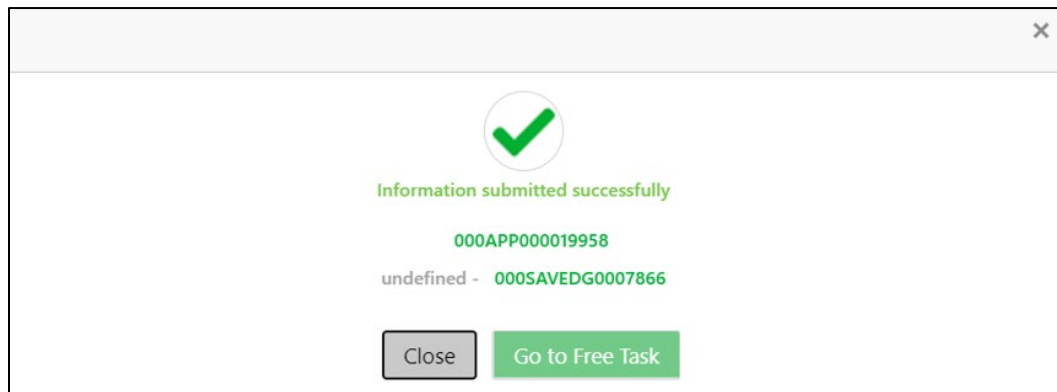 ×
Information submitted successfully
000APP000019958
undefined - 000SAVEDG0007866
Close Go to Free Task